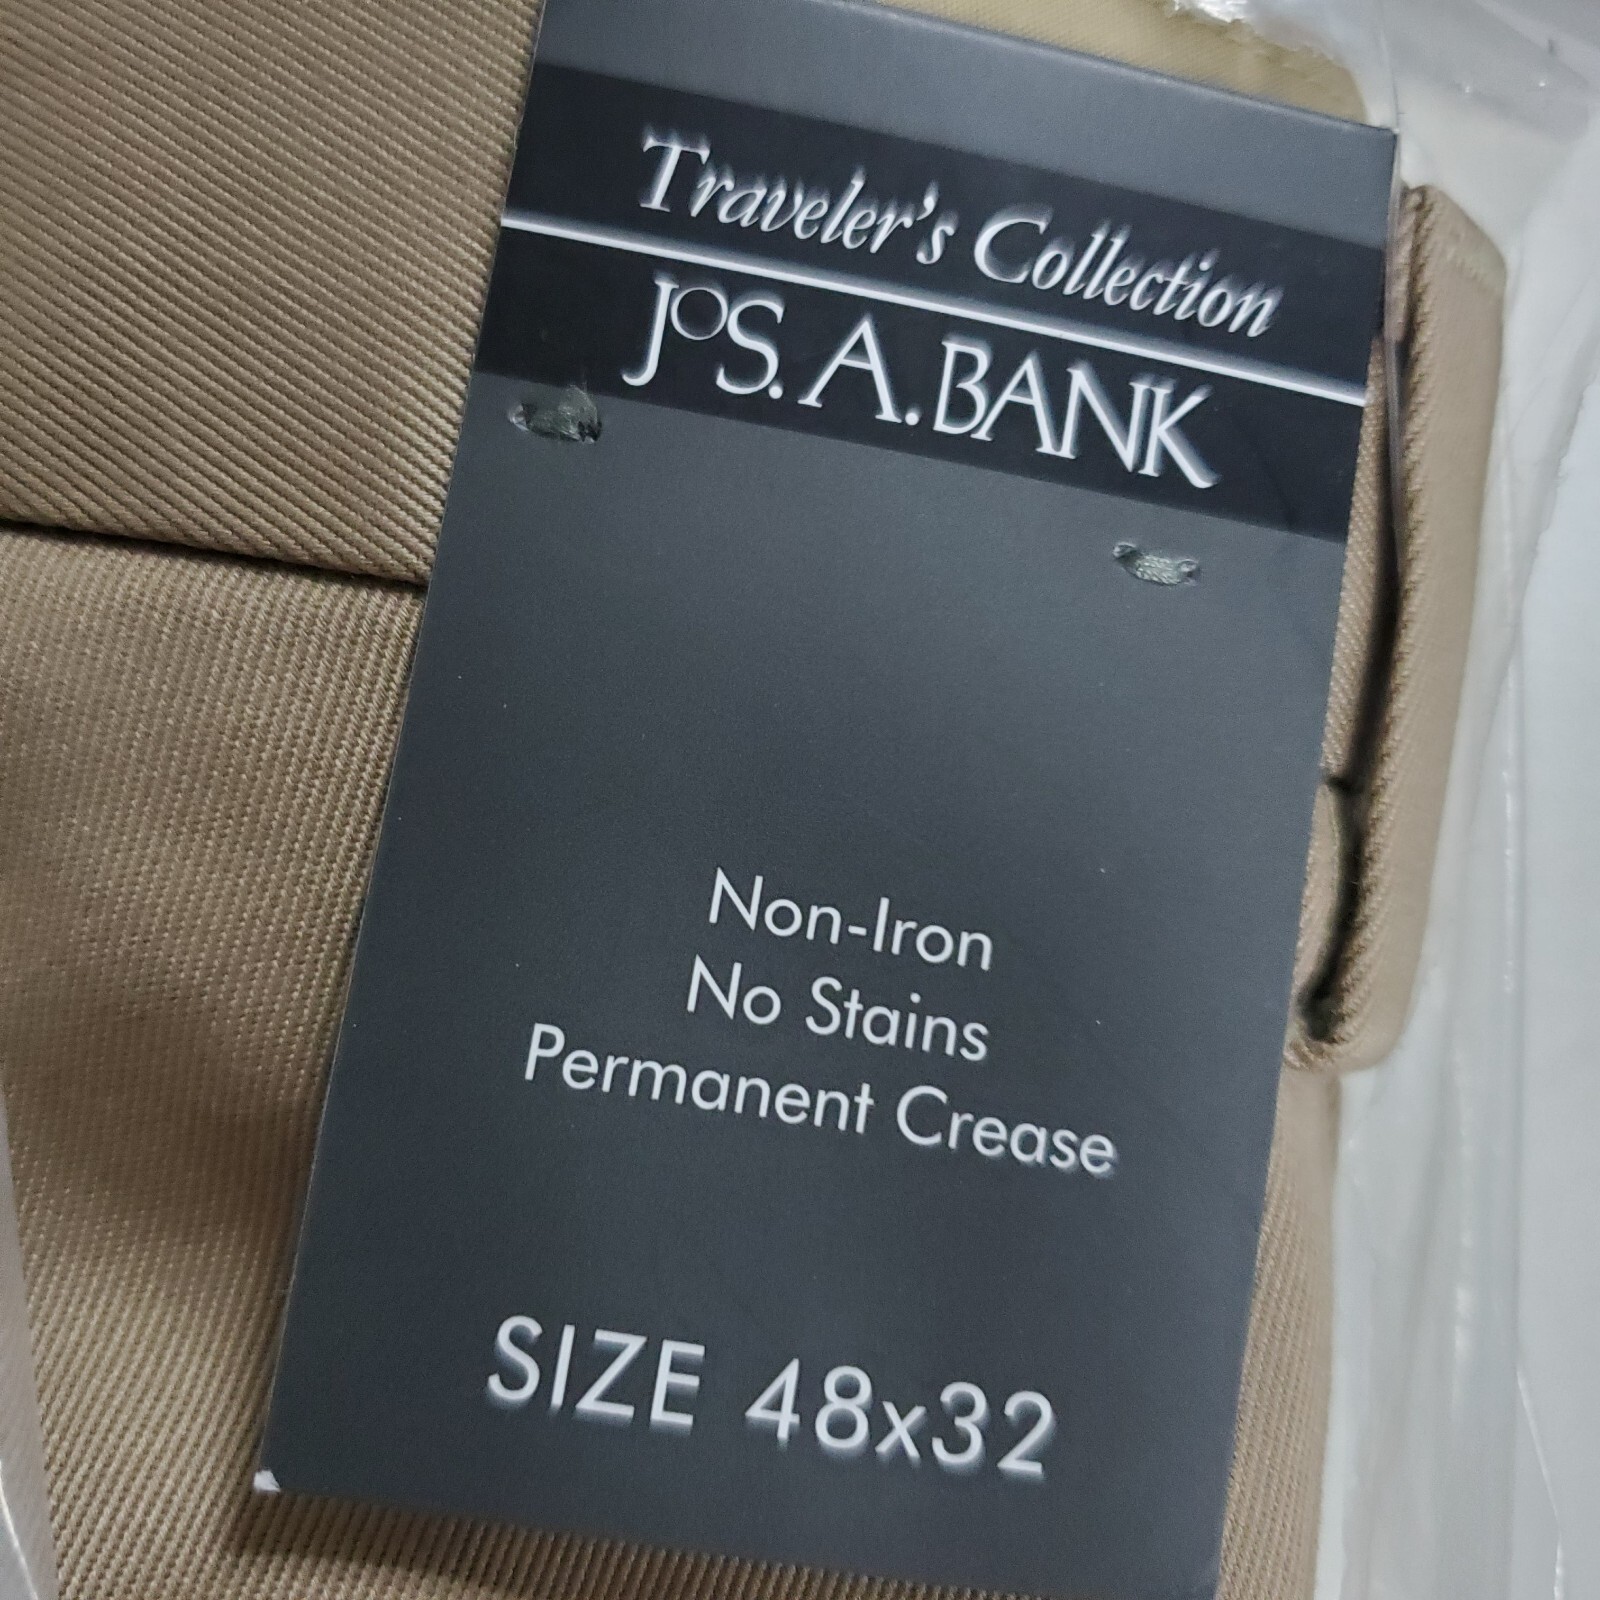 Traveler's Collection
JOS. A. BANK
Non-Iron
No Stains
Permanent Crease
SIZE 48x32